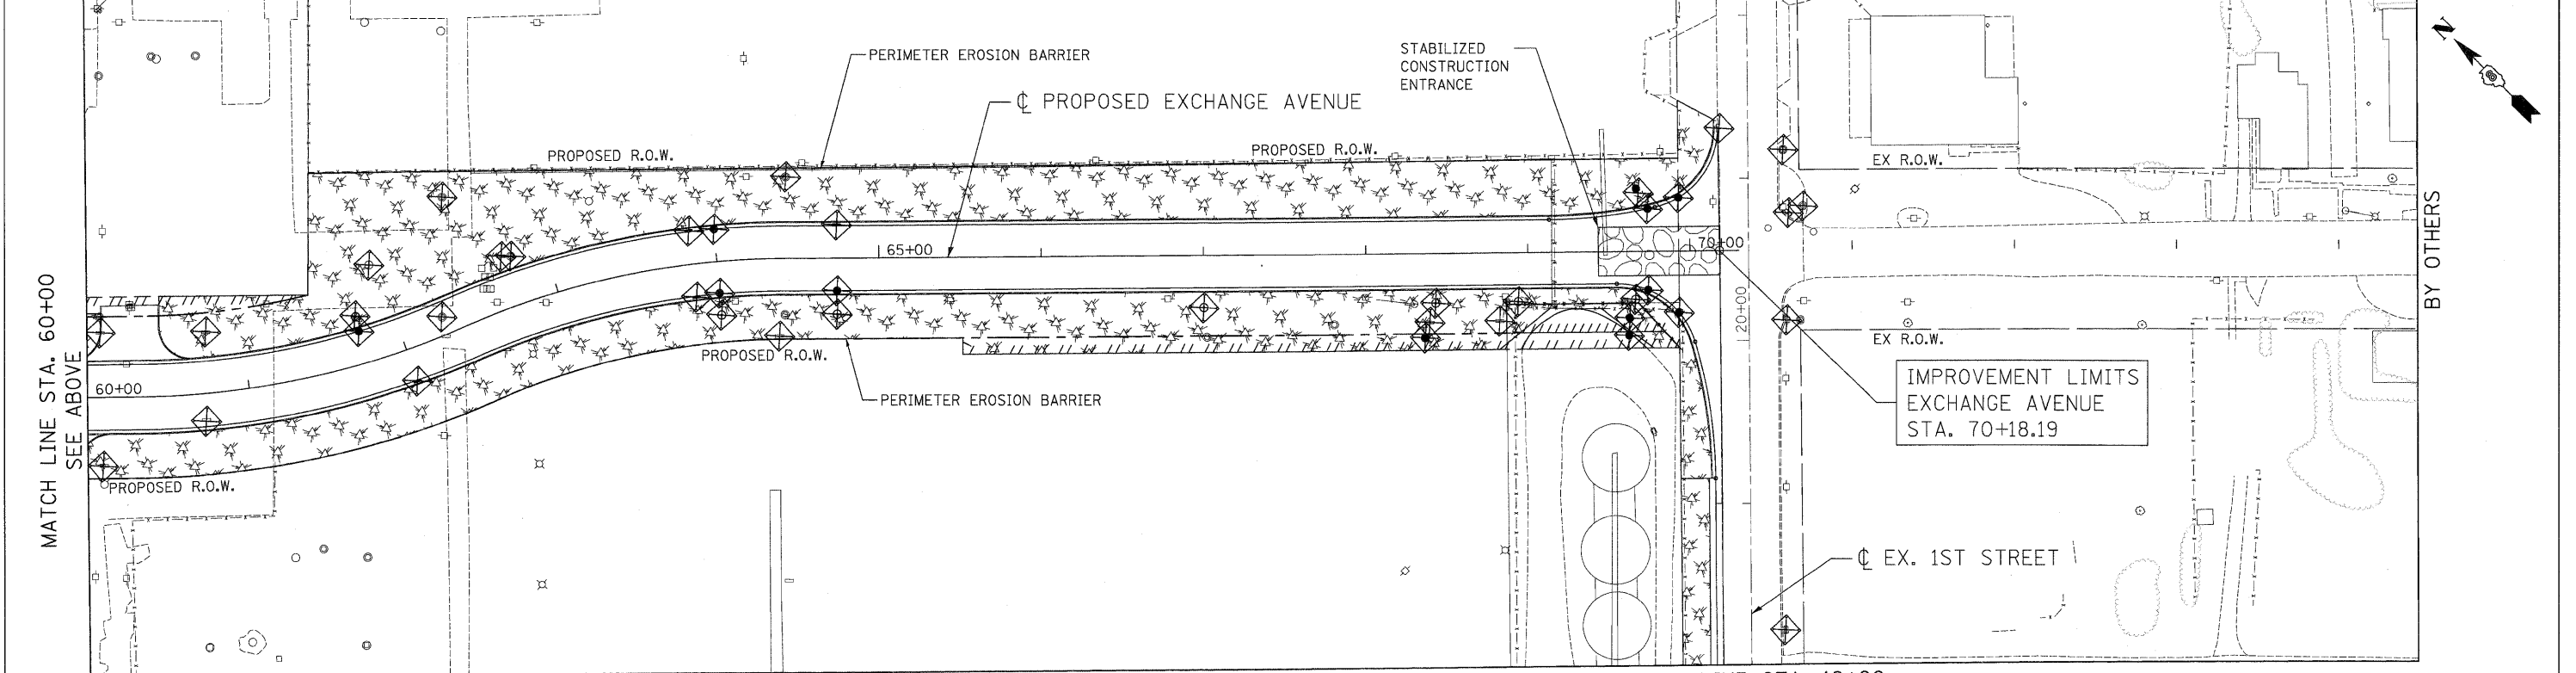 N
PERIMETER EROSION BARRIER
STABILIZED
CONSTRUCTION
ENTRANCE
℄ PROPOSED EXCHANGE AVENUE
PROPOSED R.O.W.
PROPOSED R.O.W.
EX R.O.W.
65+00
70+00
MATCH LINE STA. 60+00
SEE ABOVE
BY OTHERS
120+00
EX R.O.W.
PROPOSED R.O.W.
60+00
PERIMETER EROSION BARRIER
IMPROVEMENT LIMITS
EXCHANGE AVENUE
STA. 70+18.19
PROPOSED R.O.W.
℄ EX. 1ST STREET